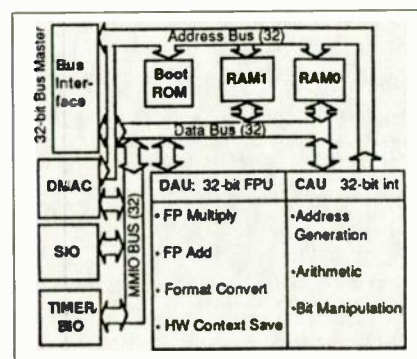 Address Bus (32)
32-bit Bus Master
Bus
Inter-
face
Boot
ROM
RAM1
RAM0
Data Bus (32)
DMAC
SIO
TIMER
BIO
MMIO BUS (32)
DAU: 32-bit FPU
•FP Multiply
•FP Add
•Format Convert
•HW Context Save
CAU 32-bit int
•Address
Generation
•Arithmetic
•Bit Manipulation